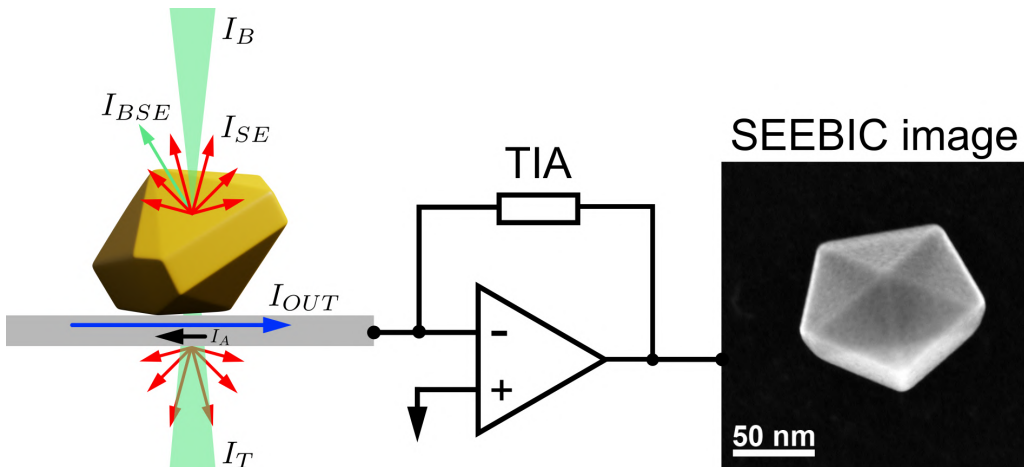 I_B
I_BSE
I_SE
I_OUT
I_A
I_T
TIA
-
+
SEEBIC image
50 nm